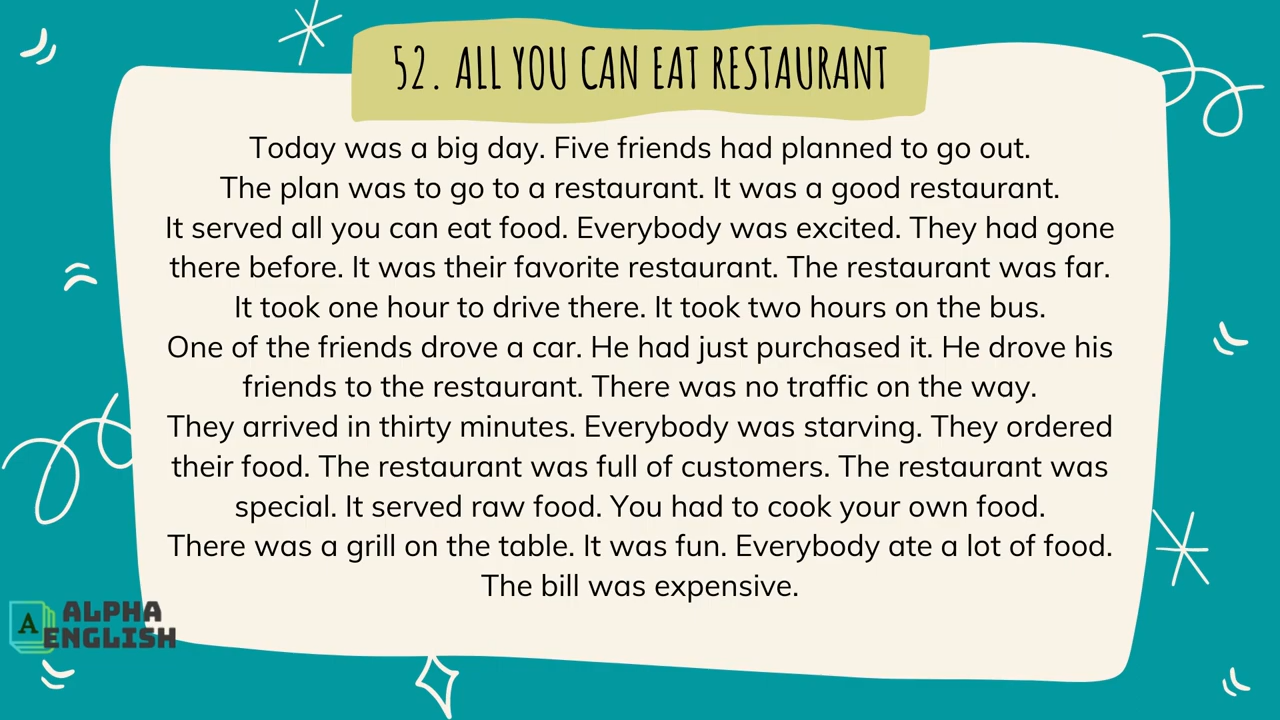 52. ALL YOU CAN EAT RESTAURANT
Today was a big day. Five friends had planned to go out.
The plan was to go to a restaurant. It was a good restaurant.
It served all you can eat food. Everybody was excited. They had gone
there before. It was their favorite restaurant. The restaurant was far.
It took one hour to drive there. It took two hours on the bus.
One of the friends drove a car. He had just purchased it. He drove his
friends to the restaurant. There was no traffic on the way.
They arrived in thirty minutes. Everybody was starving. They ordered
their food. The restaurant was full of customers. The restaurant was
special. It served raw food. You had to cook your own food.
There was a grill on the table. It was fun. Everybody ate a lot of food.
The bill was expensive.
A
ALPHA
ENGLISH